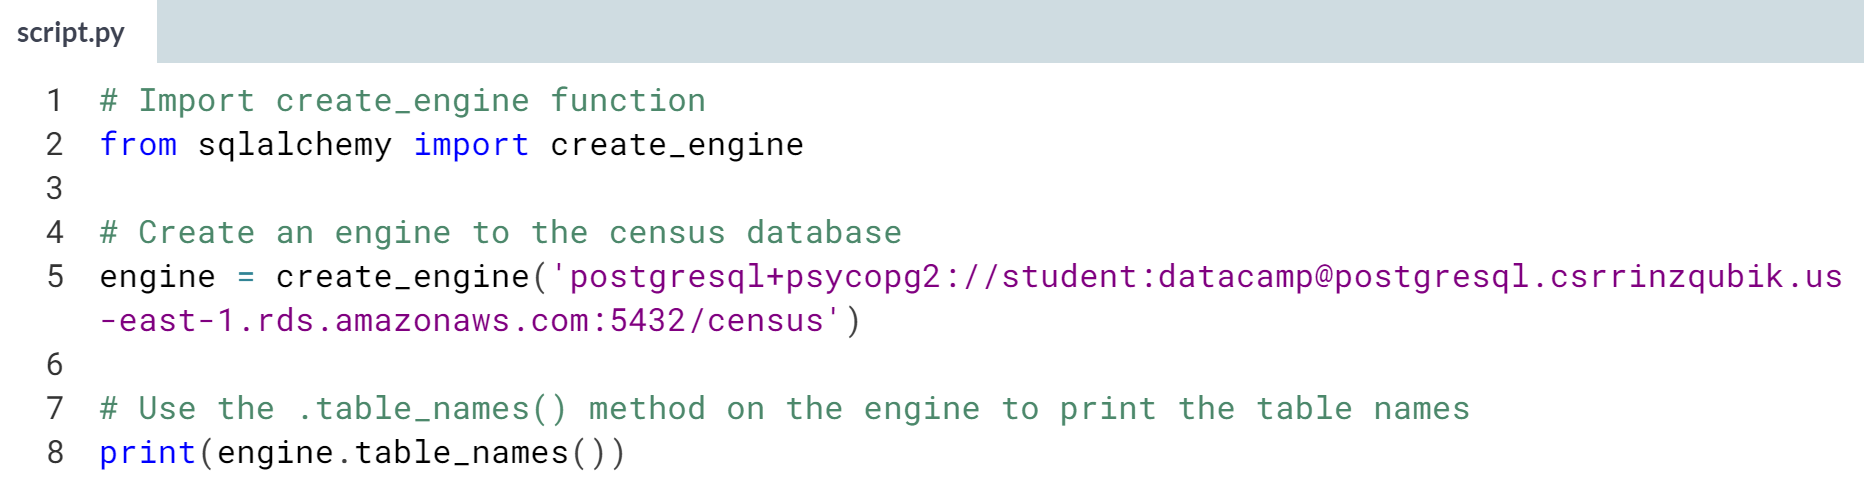 script.py
1 # Import create_engine function
2 from sqlalchemy import create_engine
3
4 # Create an engine to the census database
5 engine = create_engine('postgresql+psycopg2://student:datacamp@postgresql.csrrinzqubik.us
-east-1.rds.amazonaws.com:5432/census')
6
7 # Use the .table_names() method on the engine to print the table names
8 print(engine.table_names())